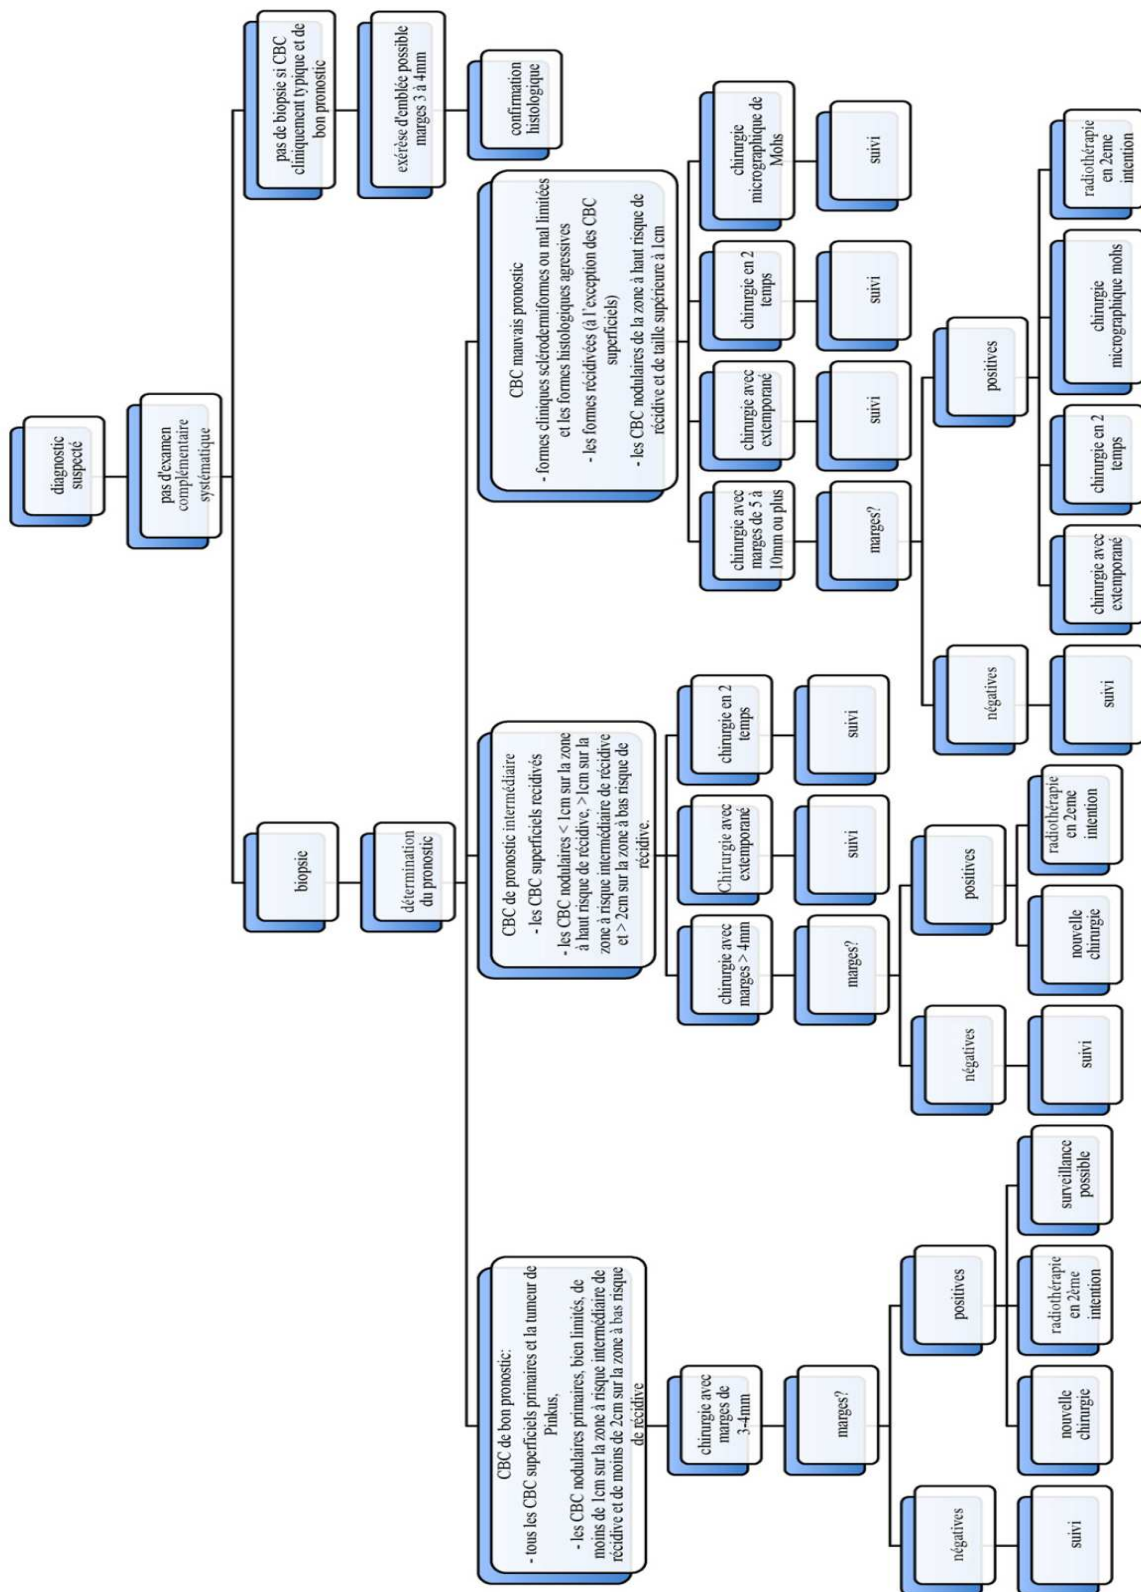 diagnostic
suspecté
pas d'examen
complémentaire
systématique
biopsie
pas de biopsie si CBC
cliniquement typique et de
bon pronostic
détermination
du pronostic
exérèse d'emblée possible
marges 3 à 4mm
confirmation
histologique
CBC de bon pronostic:
- tous les CBC superficiels primaires et la tumeur de
Pinkus,
- les CBC nodulaires primaires, bien limités, de
moins de 1cm sur la zone à risque intermédiaire de
récidive et de moins de 2cm sur la zone à bas risque
de récidive
CBC de pronostic intermédiaire
- les CBC superficiels recidivés
- les CBC nodulaires < 1cm sur la zone
à haut risque de récidive, >1cm sur la
zone à risque intermédiaire de récidive
et > 2cm sur la zone à bas risque de
récidive.
CBC mauvais pronostic
- formes cliniques sclérodermiformes ou mal limitées
et les formes histologiques agressives
- les formes récidivées (à l'exception des CBC
superficiels)
- les CBC nodulaires de la zone à haut risque de
récidive et de taille supérieure à 1cm
chirurgie avec
marges de
3-4mm
marges?
négatives
suivi
positives
nouvelle
chirurgie
radiothérapie
en 2ème
intention
surveillance
possible
chirurgie avec
marges > 4mm
Chirurgie avec
extemporané
chirurgie en 2
temps
marges?
suivi
suivi
négatives
suivi
positives
nouvelle
chirurgie
radiothérapie
en 2eme
intention
chirurgie avec
marges de 5 à
10mm ou plus
chirurgie avec
extemporané
chirurgie en 2
temps
chirurgie
micrographique de
Mohs
marges?
suivi
suivi
suivi
négatives
suivi
positives
chirurgie avec
extemporané
chirurgie en 2
temps
chirurgie
micrographique mohs
radiothérapie
en 2eme
intention